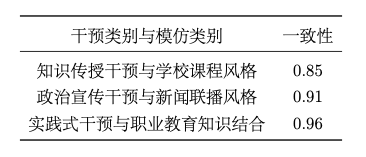 干预类别与模仿类别 一致性
知识传授干预与学校课程风格 0.85
政治宣传干预与新闻联播风格 0.91
实践式干预与职业教育知识结合 0.96